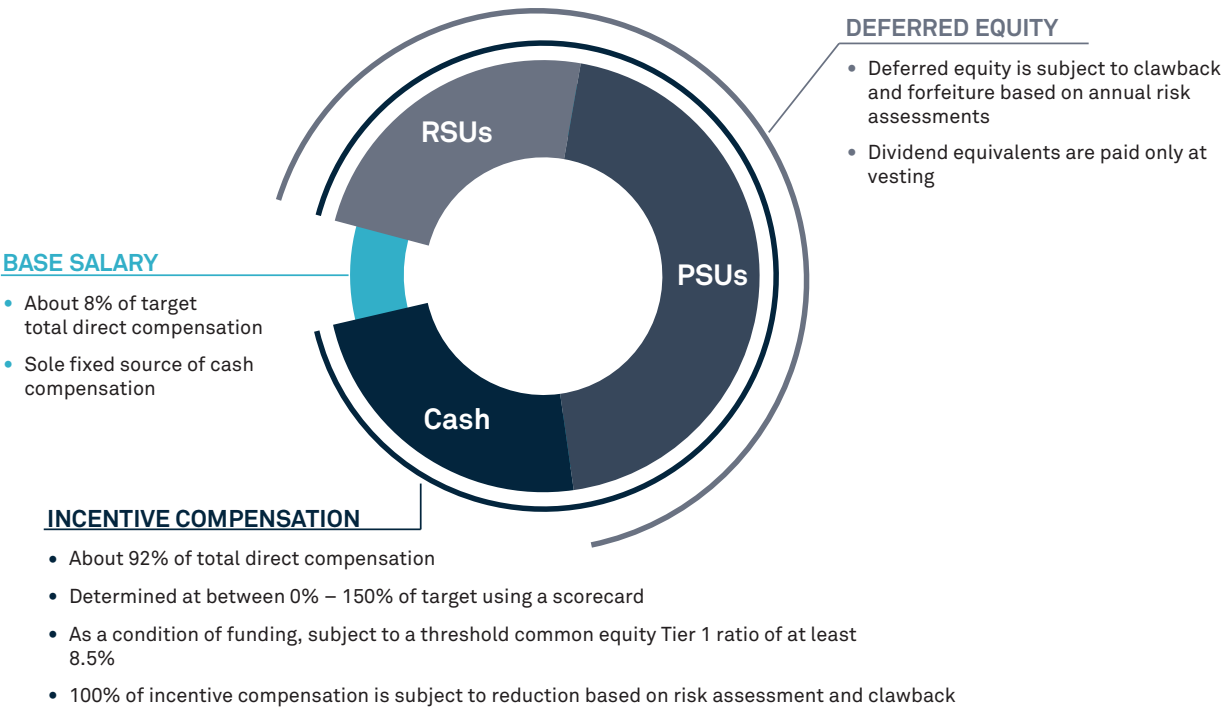 DEFERRED EQUITY
• Deferred equity is subject to clawback
and forfeiture based on annual risk
assessments
• Dividend equivalents are paid only at
vesting
RSUs
PSUs
Cash
BASE SALARY
• About 8% of target
total direct compensation
• Sole fixed source of cash
compensation
INCENTIVE COMPENSATION
• About 92% of total direct compensation
• Determined at between 0% – 150% of target using a scorecard
• As a condition of funding, subject to a threshold common equity Tier 1 ratio of at least
8.5%
• 100% of incentive compensation is subject to reduction based on risk assessment and clawback